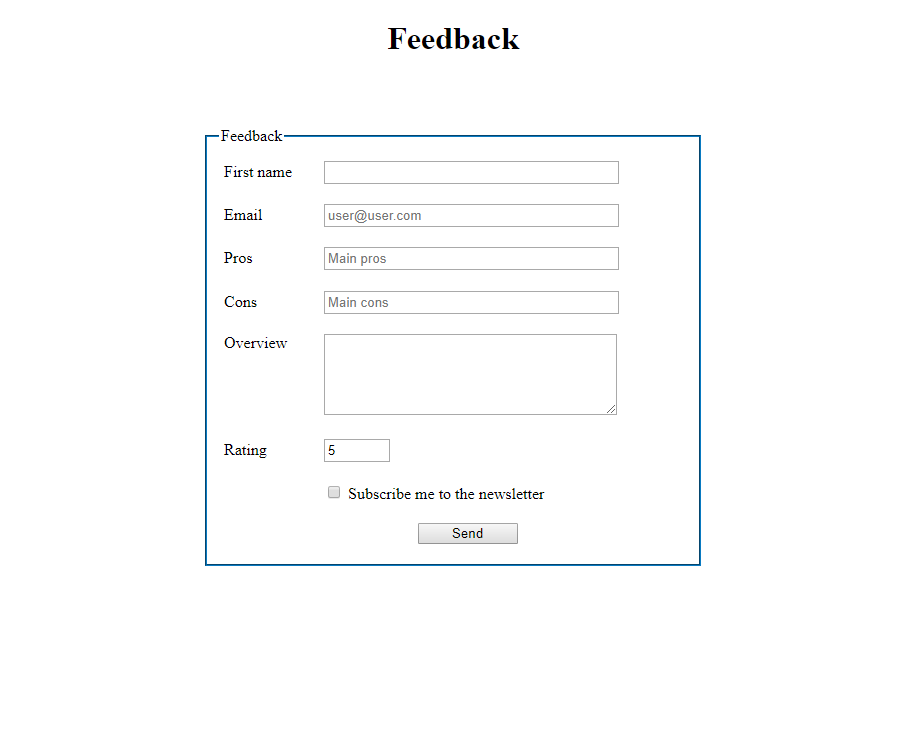 Feedback
Feedback
First name
Email user@user.com
Pros Main pros
Cons Main cons
Overview
Rating 5
Subscribe me to the newsletter
Send